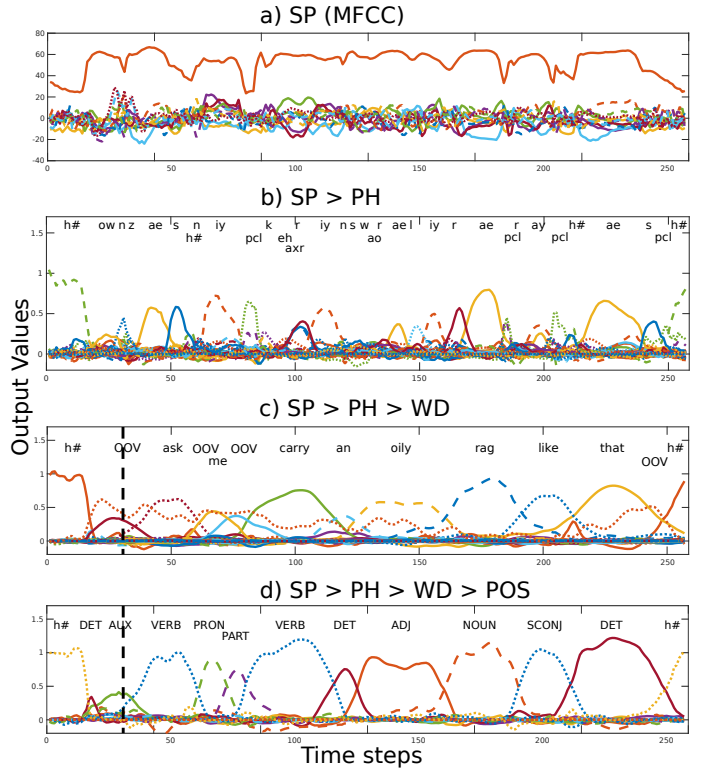 a) SP (MFCC)
80
60
40
20
0
-20
-40
0 50 100 150 200 250
b) SP > PH
h# ow n z ae s n iy k r iy n s w r ae l iy r ae r ay h# ae s h#
h# pcl eh ao pcl pcl pcl
axr
1.5
1
0.5
0
0 50 100 150 200 250
Output Values
c) SP > PH > WD
h# OOV ask OOV OOV carry an oily rag like that h#
me OOV
1.5
1
0.5
0
0 50 100 150 200 250
d) SP > PH > WD > POS
h# DET AUX VERB PRON VERB DET ADJ NOUN SCONJ DET h#
PART
1.5
1
0.5
0
0 50 100 150 200 250
Time steps